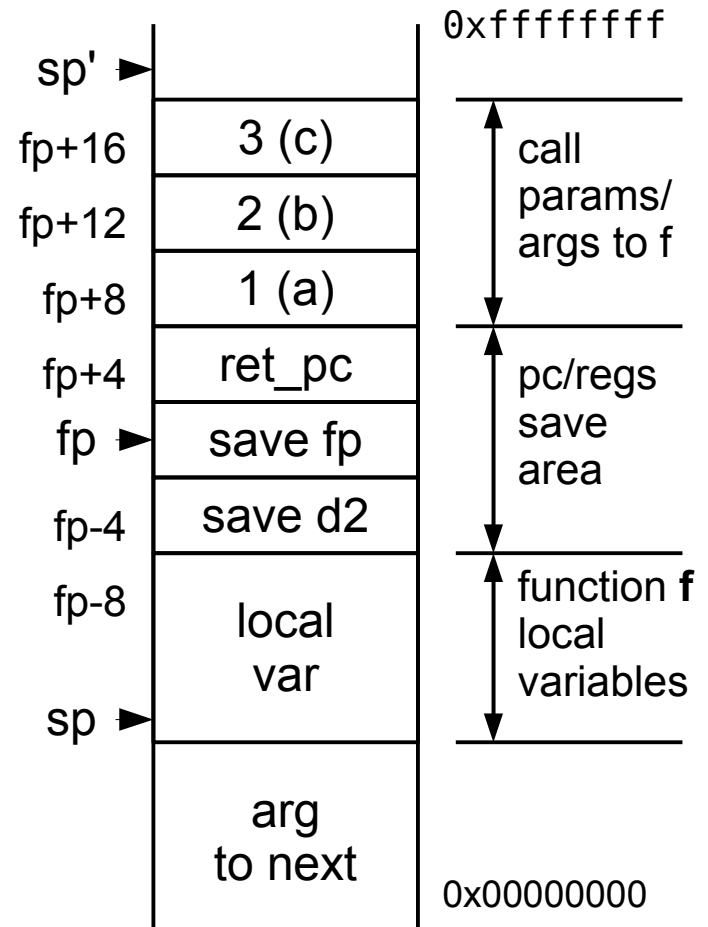 0xffffffff
sp'
fp+16
3 (c)
call
params/
args to f
fp+12
2 (b)
fp+8
1 (a)
fp+4
ret_pc
pc/regs
save
area
fp
save fp
fp-4
save d2
fp-8
local
var
function f
local
variables
sp
arg
to next
0x00000000